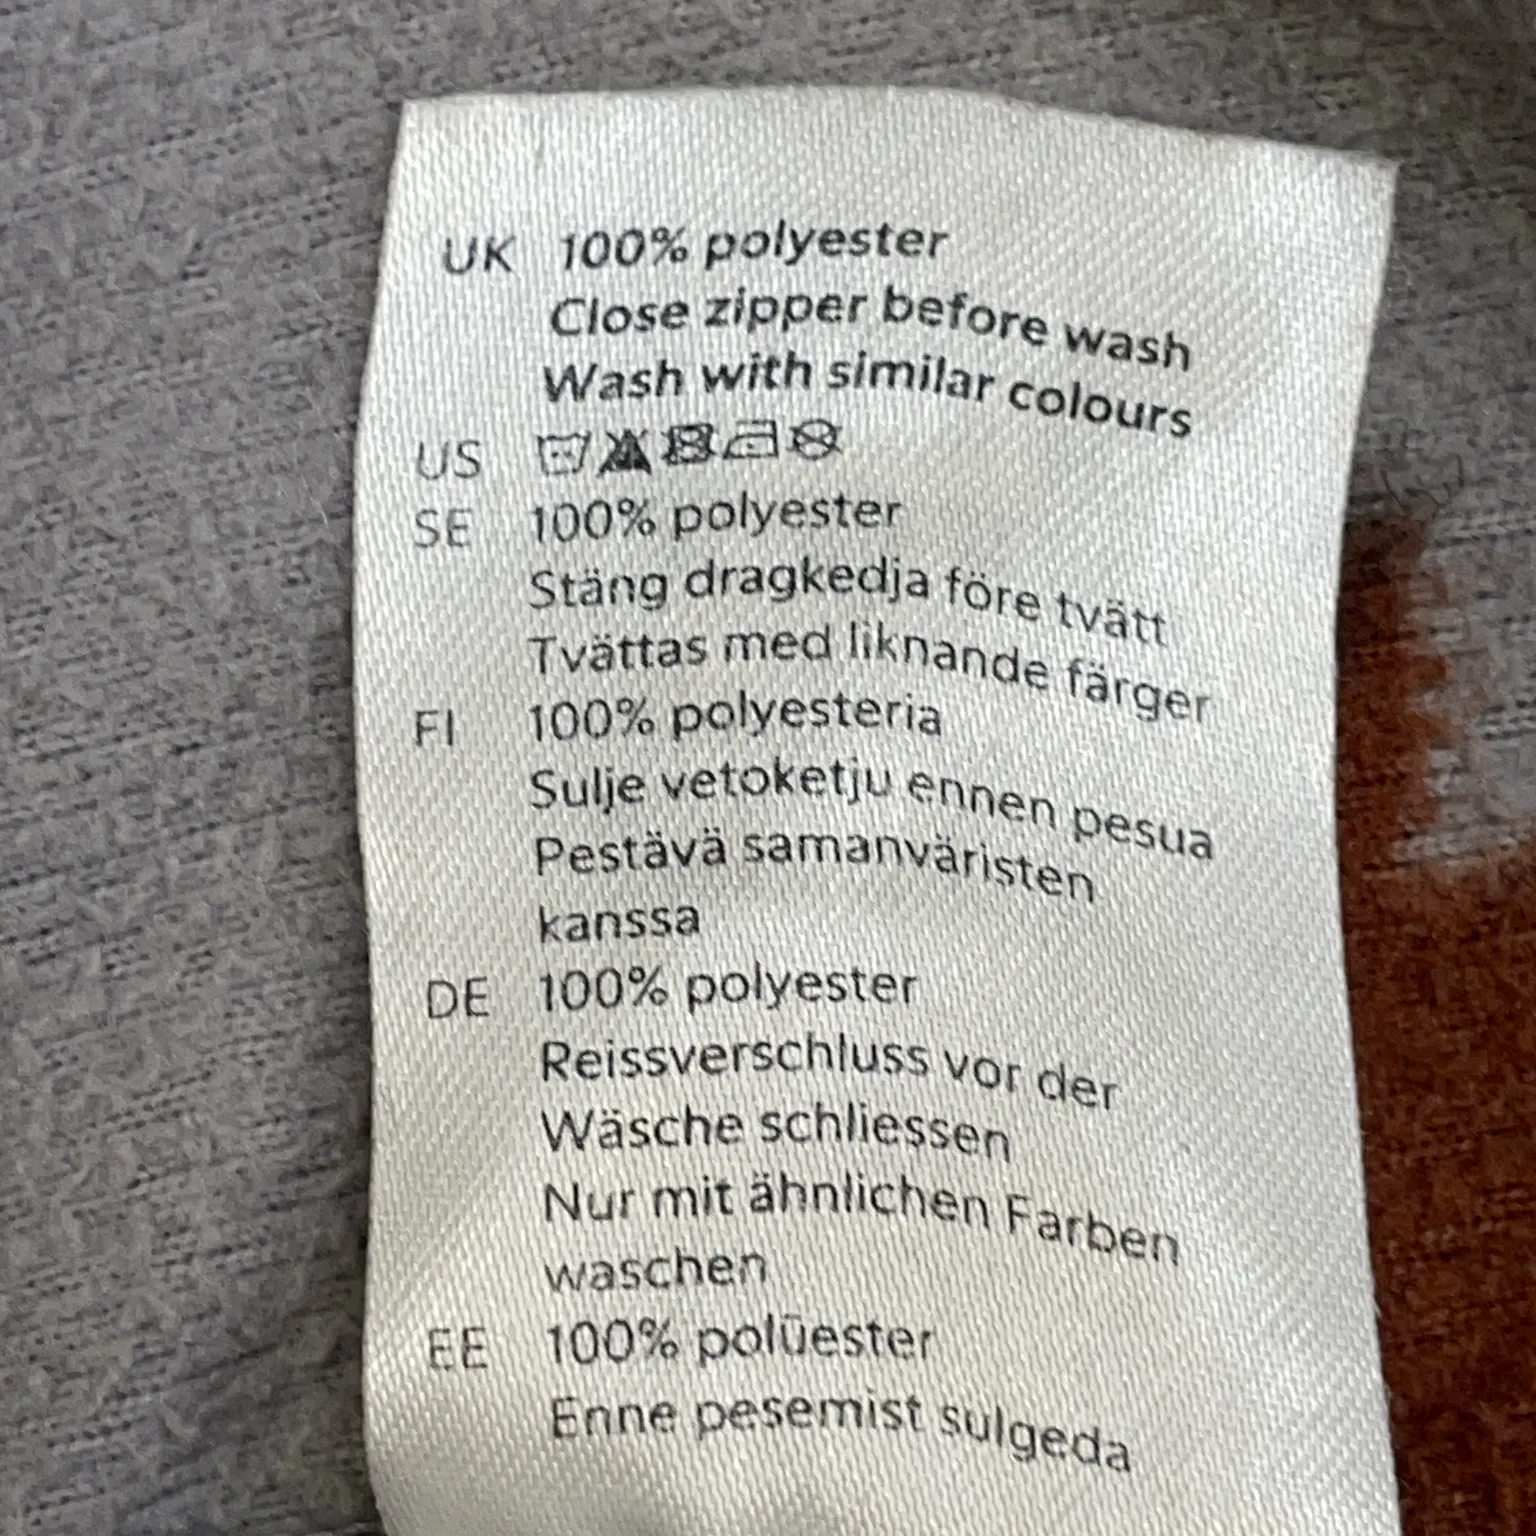 UK 100% polyester
Close zipper before wash
Wash with similar colours
US
SE 100% polyester
Stäng dragkedja före tvätt
Tvättas med liknande färger
FI 100% polyesteria
Sulje vetoketju ennen pesua
Pestävä samanväristen
kanssa
DE 100% polyester
Reissverschluss vor der
Wäsche schliessen
Nur mit ähnlichen Farben
waschen
EE 100% polüester
Enne pesemist sulgeda